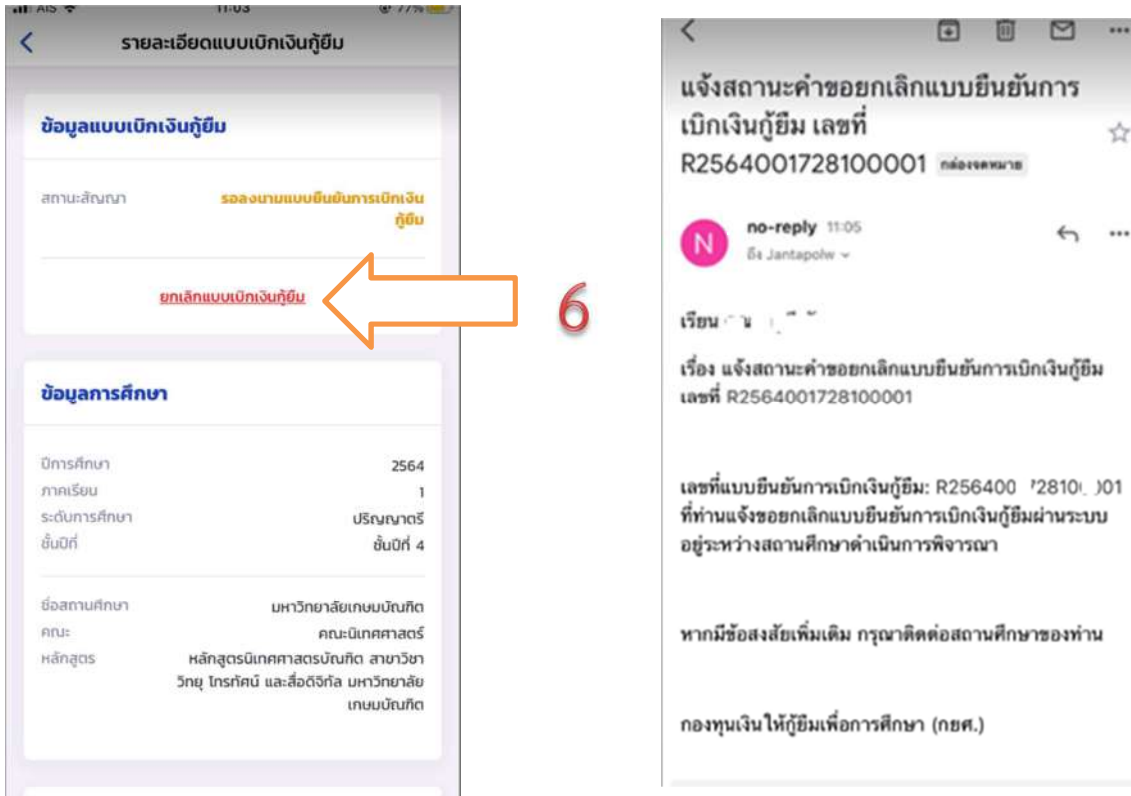 AIS 11:03 77%
รายละเอียดแบบเบิกเงินกู้ยืม
ข้อมูลแบบเบิกเงินกู้ยืม
สถานะสัญญา รอลงนามแบบยืนยันการเบิกเงิน
กู้ยืม
ยกเลิกแบบเบิกเงินกู้ยืม
ข้อมูลการศึกษา
ปีการศึกษา 2564
ภาคเรียน 1
ระดับการศึกษา ปริญญาตรี
ชั้นปีที่ ชั้นปีที่ 4
ชื่อสถานศึกษา มหาวิทยาลัยเกษมบัณฑิต
คณะ: คณะนิเทศศาสตร์
หลักสูตร หลักสูตรนิเทศศาสตรบัณฑิต สาขาวิชา
วิทยุ โทรทัศน์ และสื่อดิจิทัล มหาวิทยาลัย
เกษมบัณฑิต
6
แจ้งสถานะคำขอยกเลิกแบบยืนยันการ
เบิกเงินกู้ยืม เลขที่
R2564001728100001 กล่องจดหมาย
N
no-reply 11:05
ถึง Jantapolw
เรียน
เรื่อง แจ้งสถานะคำขอยกเลิกแบบยืนยันการเบิกเงินกู้ยืม
เลขที่ R2564001728100001
เลขที่แบบยืนยันการเบิกเงินกู้ยืม:
ที่ท่านแจ้งขอยกเลิกแบบยืนยันการเบิกเงินกู้ยืมผ่านระบบ
อยู่ระหว่างสถานศึกษาดำเนินการพิจารณา
หากมีข้อสงสัยเพิ่มเติม กรุณาติดต่อสถานศึกษาของท่าน
กองทุนเงินให้กู้ยืมเพื่อการศึกษา (กยศ.)